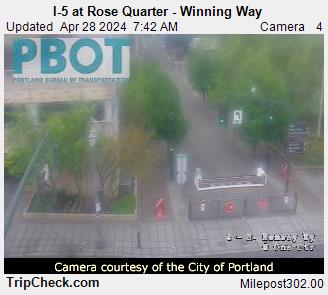 I-5 at Rose Quarter - Winning Way
Updated Apr 28 2024 7:42 AM Camera 4
PBOT
PORTLAND BUREAU OF TRANSPORTATION
Camera courtesy of the City of Portland
TripCheck.com Milepost302.00